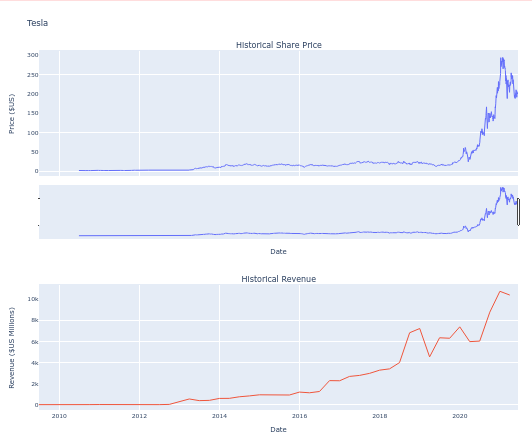 Tesla
Historical Share Price
300
250
200
150
100
50
0
Price ($US)
Date
Historical Revenue
10k
8k
6k
4k
2k
0
Revenue ($US Millions)
2010 2012 2014 2016 2018 2020
Date